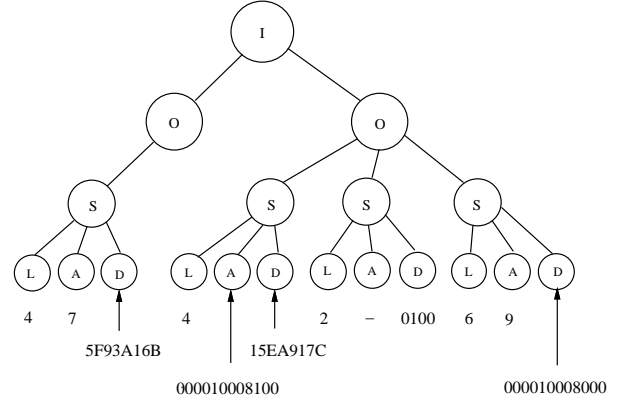 I
O O
S S S S
L A D L A D L A D L A D
4 7 4 2 – 0100 6 9
5F93A16B 15EA917C
000010008100 000010008000